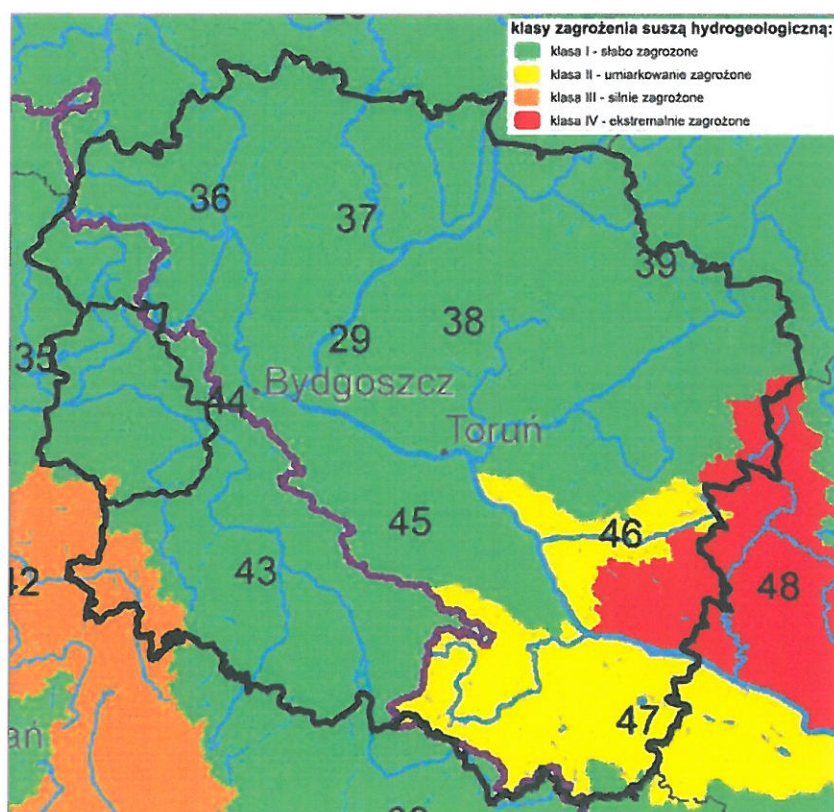 klasy zagrożenia suszą hydrogeologiczną:
klasa I - słabo zagrożone
klasa II - umiarkowanie zagrożone
klasa III - silnie zagrożone
klasa IV - ekstremalnie zagrożone
36
37
39
38
29
35
Bydgoszcz
44
Toruń
45
46
43
42
48
47
ań